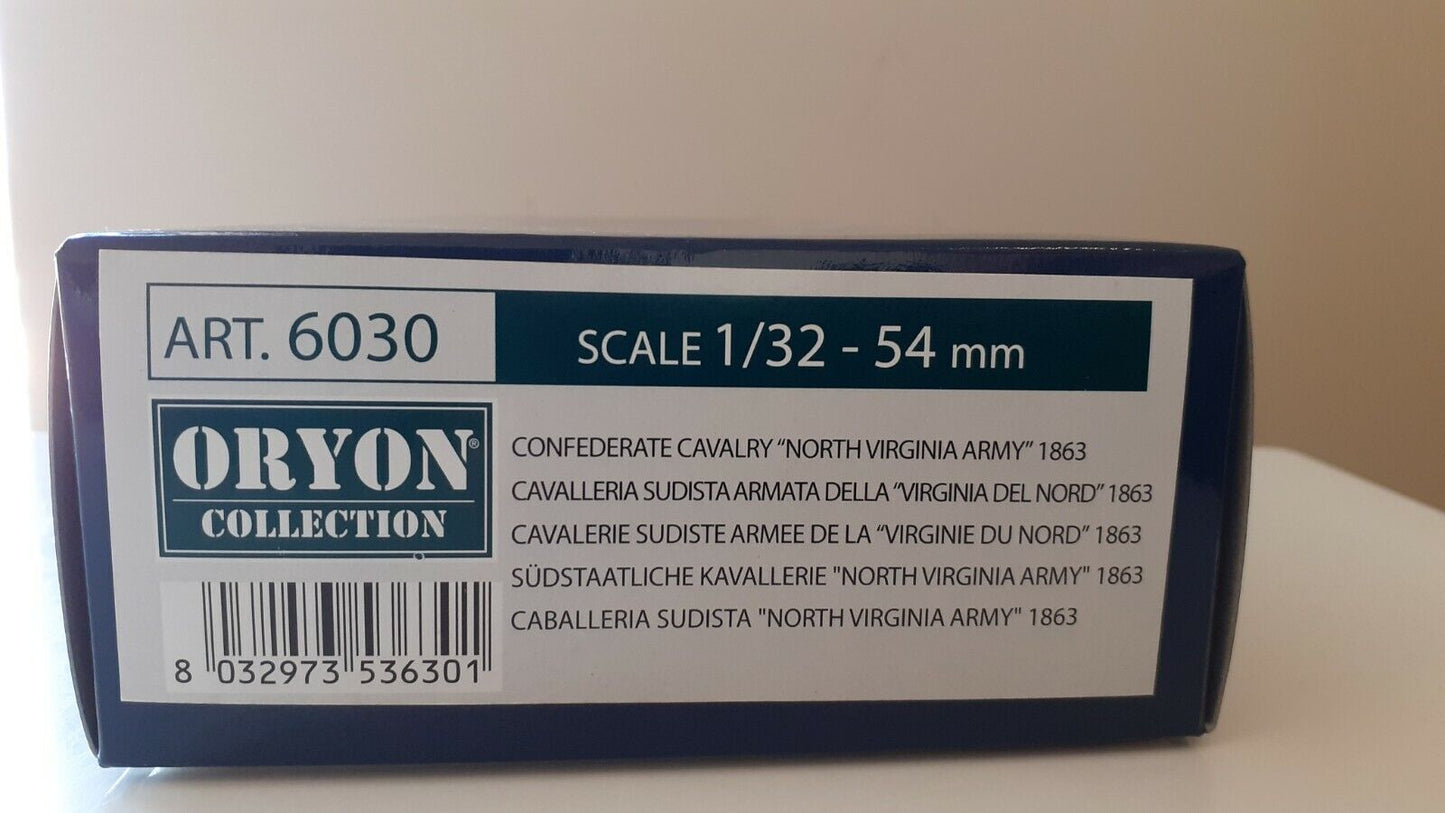 ART. 6030
SCALE 1/32 - 54 mm
ORYON®
COLLECTION
CONFEDERATE CAVALRY “NORTH VIRGINIA ARMY” 1863
CAVALLERIA SUDISTA ARMATA DELLA “VIRGINIA DEL NORD” 1863
CAVALERIE SUDISTE ARMEE DE LA “VIRGINIE DU NORD” 1863
SÜDSTAATLICHE KAVALLERIE "NORTH VIRGINIA ARMY" 1863
CABALLERIA SUDISTA "NORTH VIRGINIA ARMY" 1863
8 032973 536301